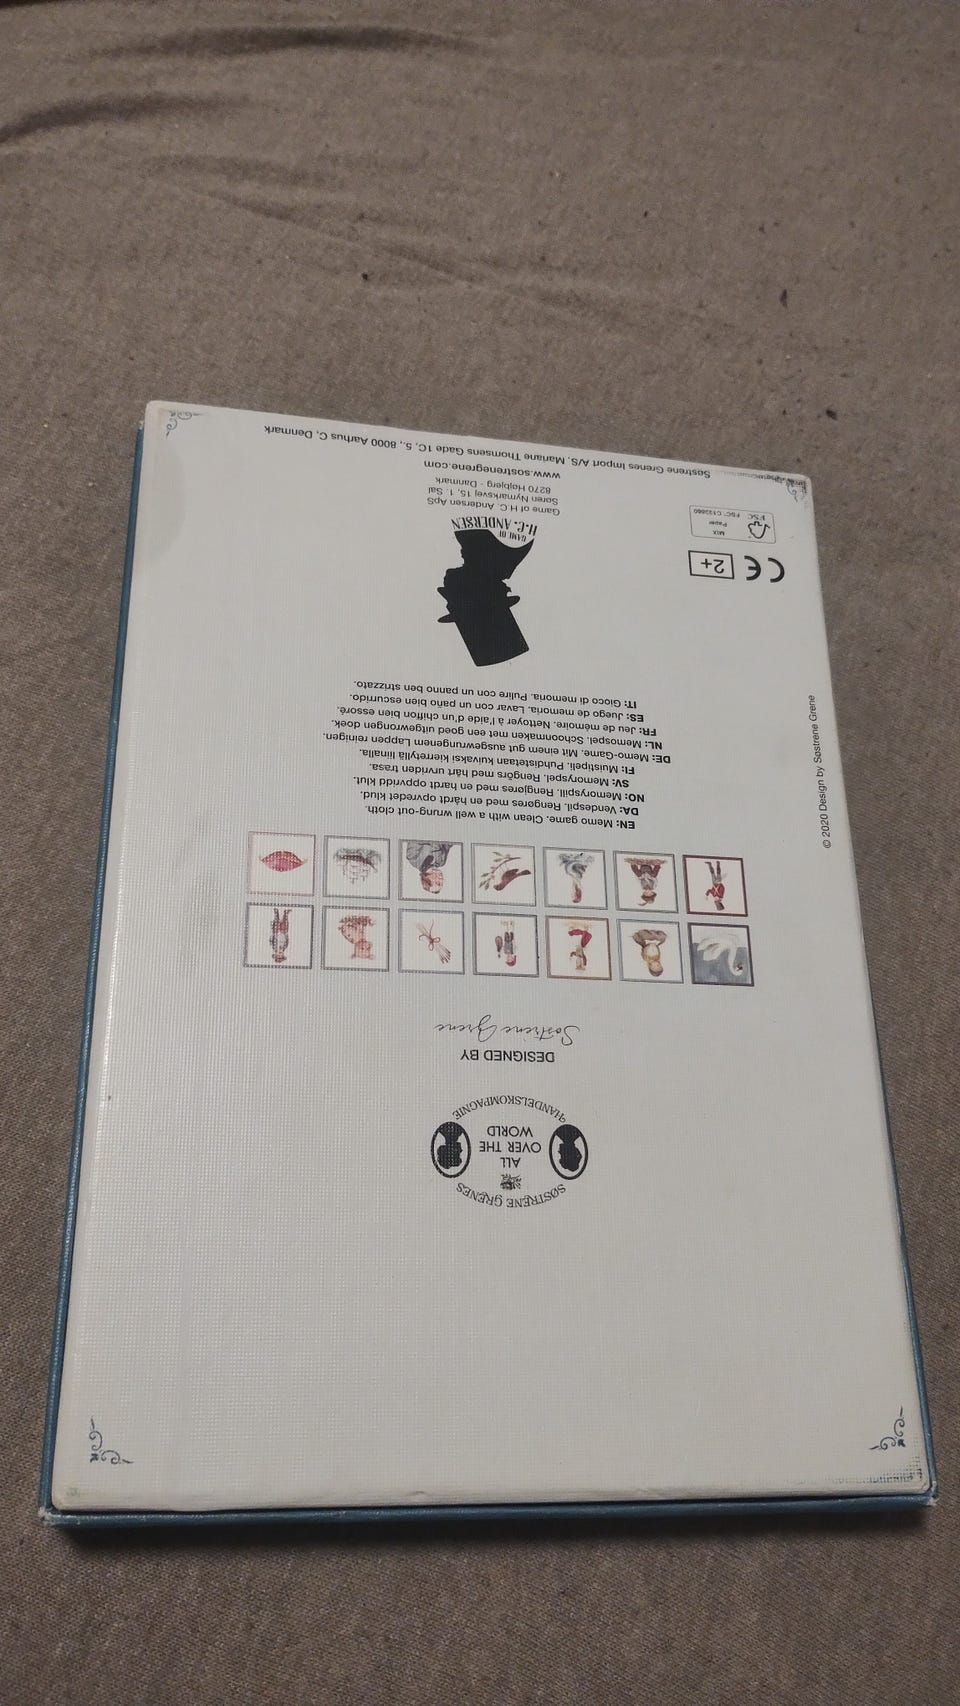 SØSTRENE GRENES
ALL
OVER THE
WORLD
HANDELSKOMPAGNIE
DESIGNED BY
Søstrene Grene
EN: Memo game. Clean with a well-wrung-out cloth.
DA: Vendespil. Rengøres med en hårdt opvredet klud.
NO: Memoryspill. Rengjøres med en hardt oppvridd klut.
SV: Memoryspel. Rengörs med hårt urvriden trasa.
FI: Muistipeli. Puhdistetaan kuivaksi kierretyllä liinalla.
DE: Memo-Game. Mit einem gut ausgewrungenem Lappen reinigen.
NL: Memospel. Schoonmaken met een goed uitgewrongen doek.
FR: Jeu de mémoire. Nettoyer à l'aide d'un chiffon bien essoré.
ES: Juego de memoria. Lavar con un paño bien escurrido.
IT: Gioco di memoria. Pulire con un panno ben strizzato.
© 2020 Design by Søstrene Grene
CE 2+
GAME OF
H.C. ANDERSEN
MIX
Paper
FSC
FSC® C133660
Game of H.C. Andersen ApS
Søren Nymarksvej 1, 15, 1. Sal
8270 Højbjerg - Danmark
www.sostrenegrene.com
Søstrene Grenes Import A/S, Mariane Thomsens Gade 1C, 5., 8000 Aarhus C, Denmark